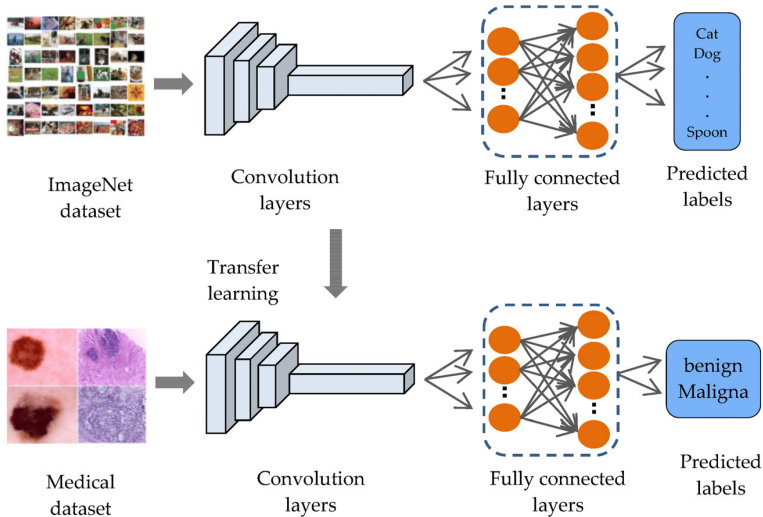 Cat
Dog
.
.
.
Spoon
ImageNet
dataset
Convolution
layers
Fully connected
layers
Predicted
labels
Transfer
learning
benign
Maligna
Medical
dataset
Convolution
layers
Fully connected
layers
Predicted
labels